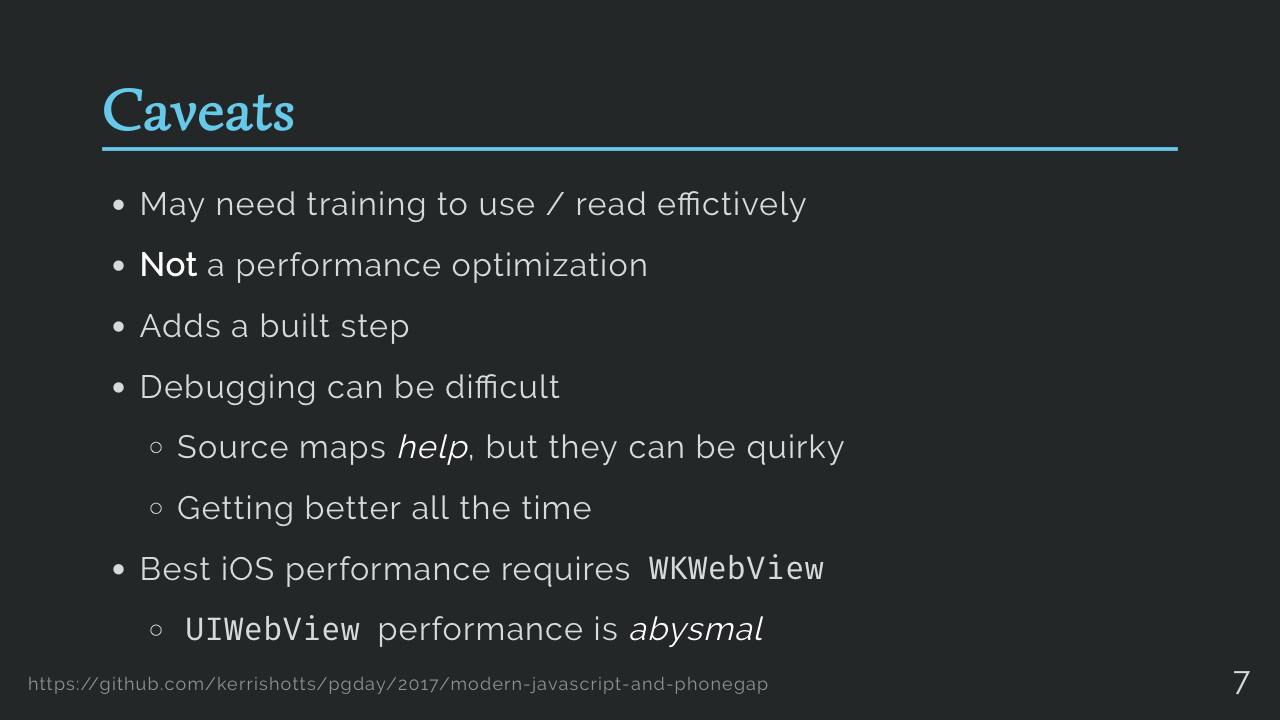 Caveats
• May need training to use / read effictively
• Not a performance optimization
• Adds a built step
• Debugging can be difficult
◦ Source maps help, but they can be quirky
◦ Getting better all the time
• Best iOS performance requires WKWebView
◦ UIWebView performance is abysmal
https://github.com/kerrishotts/pgday/2017/modern-javascript-and-phonegap
7